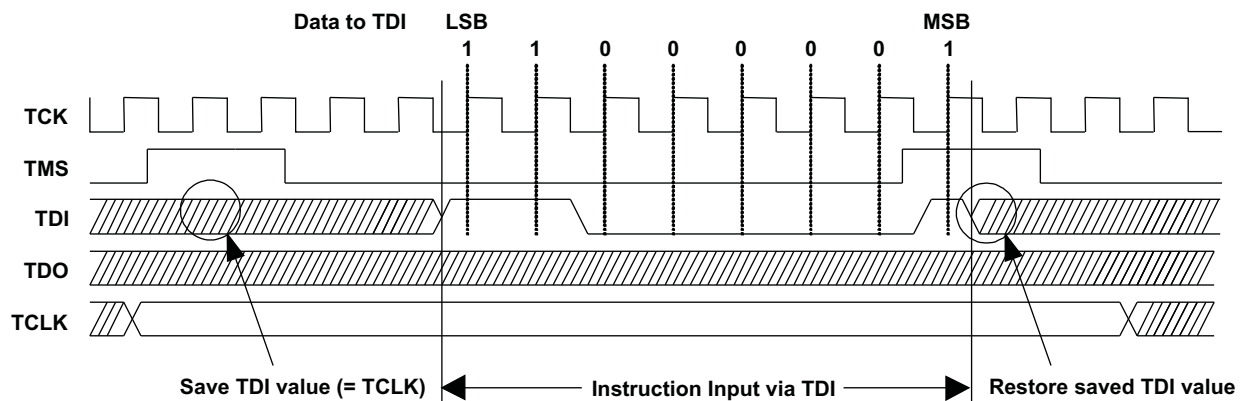 Data to TDI LSB MSB
1 1 0 0 0 0 0 1
TCK
TMS
TDI
TDO
TCLK
Save TDI value (= TCLK) Instruction Input via TDI Restore saved TDI value